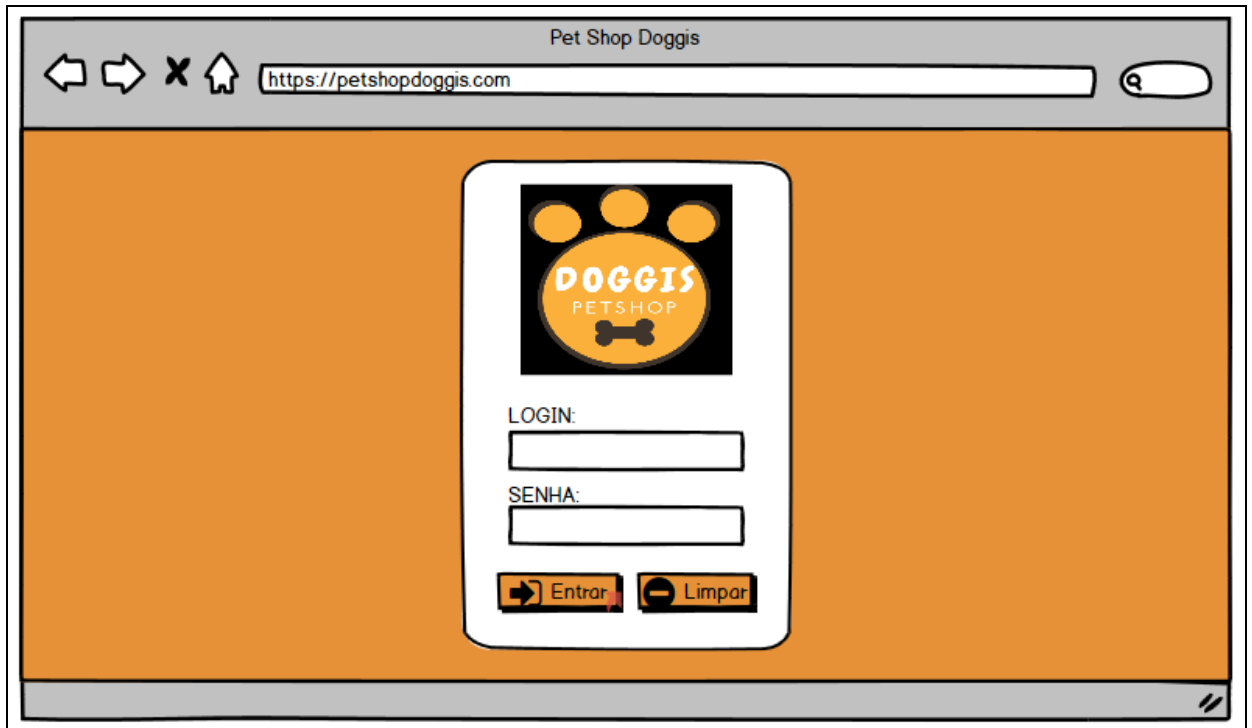 Pet Shop Doggis
https://petshopdoggis.com
DOGGIS
PETSHOP
LOGIN:
SENHA:
Entrar
Limpar